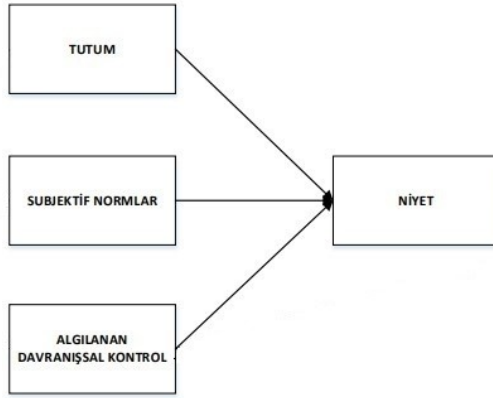 TUTUM
SUBJEKTİF NORMLAR
NİYET
ALGILANAN
DAVRANIŞSAL KONTROL